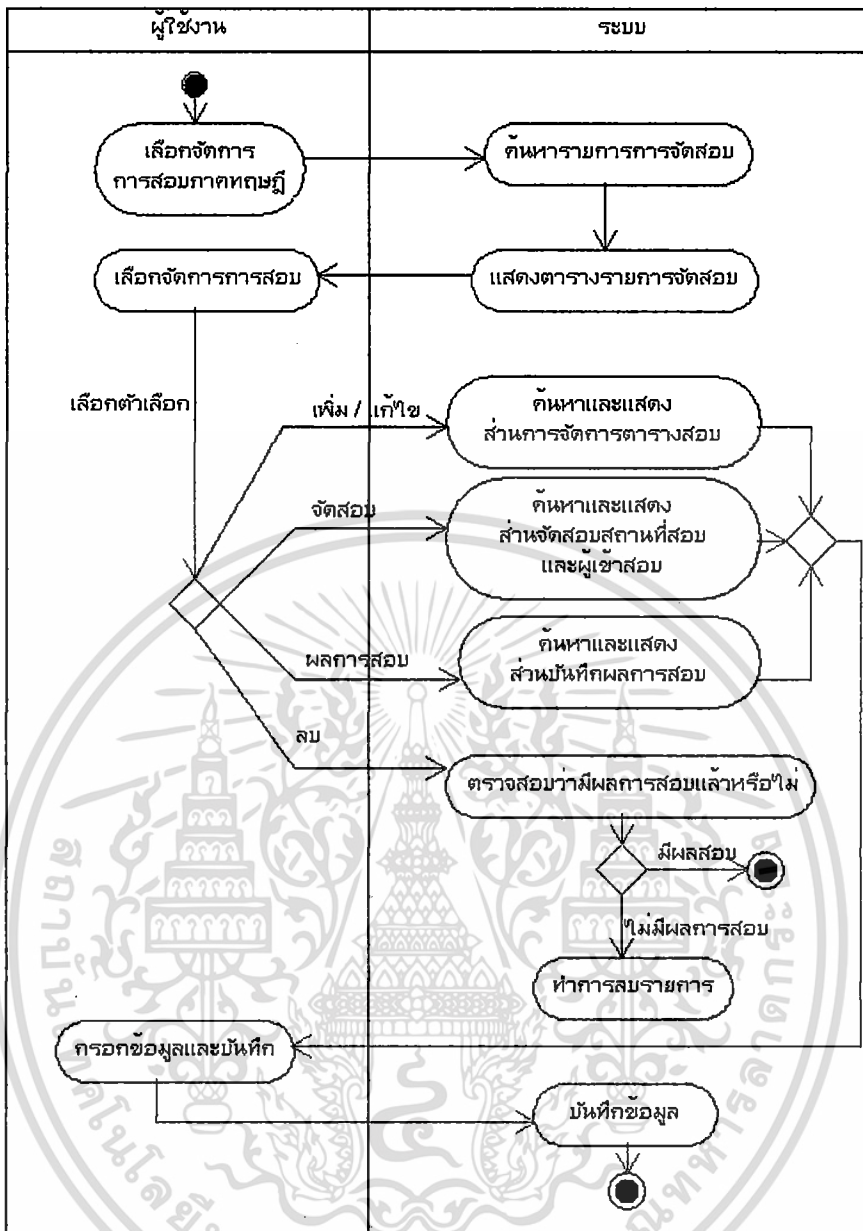 ผู้ใช้งาน
ระบบ
เลือกจัดการ
การสอบภาคทฤษฎี
ค้นหารายการการจัดสอบ
เลือกจัดการการสอบ
แสดงตารางรายการจัดสอบ
เลือกตัวเลือก
เพิ่ม / แก้ไข
ค้นหาและแสดง
ส่วนการจัดการตารางสอบ
จัดสอบ
ค้นหาและแสดง
ส่วนจัดสอบสถานที่สอบ
และผู้เข้าสอบ
ผลการสอบ
ค้นหาและแสดง
ส่วนบันทึกผลการสอบ
ลบ
ตรวจสอบว่ามีผลการสอบแล้วหรือไม่
มีผลสอบ
ไม่มีผลการสอบ
ทำการลบรายการ
กรอกข้อมูลและบันทึก
บันทึกข้อมูล